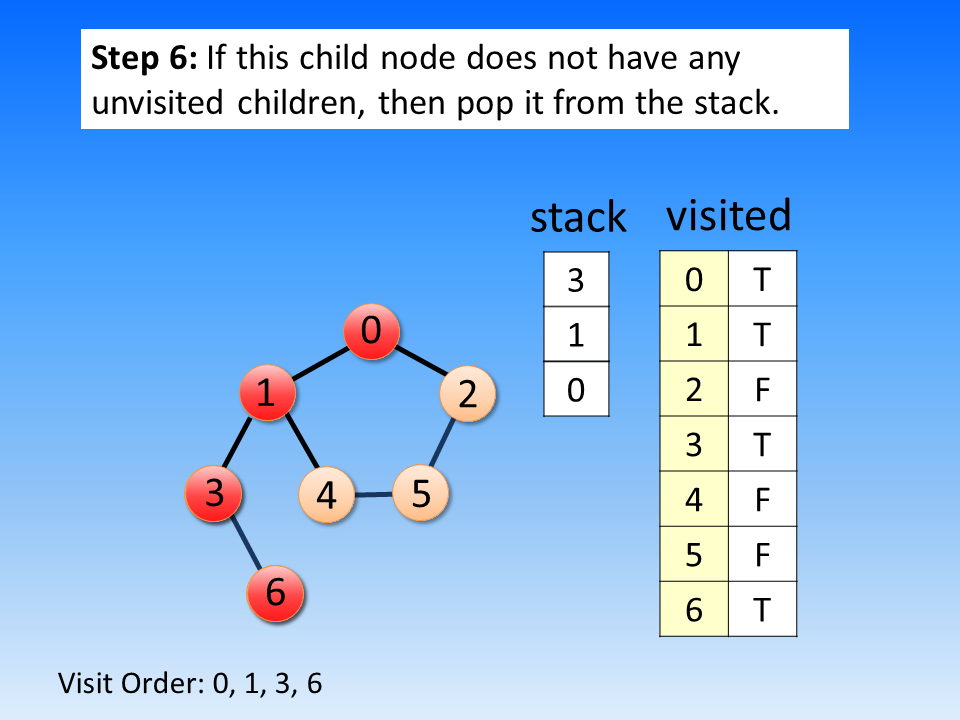 Step 6: If this child node does not have any
unvisited children, then pop it from the stack.
stack visited
3
1
0
0 T
1 T
2 F
3 T
4 F
5 F
6 T
0
1
2
3
4
5
6
Visit Order: 0, 1, 3, 6